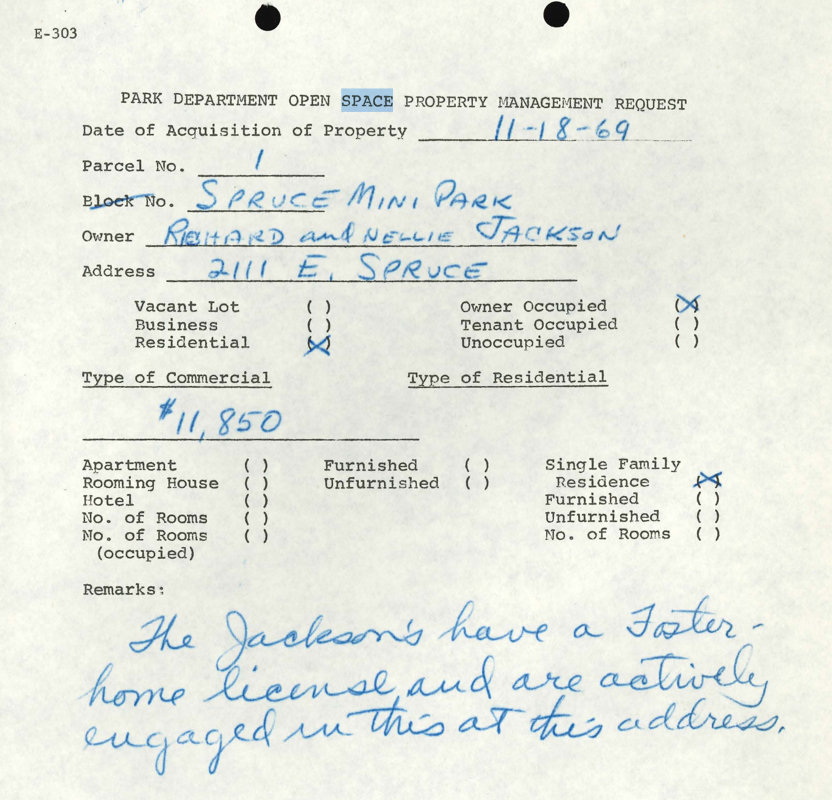 E-303
PARK DEPARTMENT OPEN SPACE PROPERTY MANAGEMENT REQUEST
Date of Acquisition of Property 11-18-69
Parcel No. 1
Block No. SPRUCE MINI PARK
Owner RICHARD and NELLIE JACKSON
Address 2111 E. SPRUCE
Vacant Lot ( ) Owner Occupied (X)
Business ( ) Tenant Occupied ( )
Residential (X) Unoccupied ( )
Type of Commercial Type of Residential
$11,850
Apartment ( ) Furnished ( ) Single Family
Rooming House ( ) Unfurnished ( ) Residence (X)
Hotel ( ) Furnished ( )
No. of Rooms ( ) Unfurnished ( )
No. of Rooms ( ) No. of Rooms ( )
(occupied)
Remarks:
The Jackson's have a Foster-
home license, and are actively
engaged in this at this address.